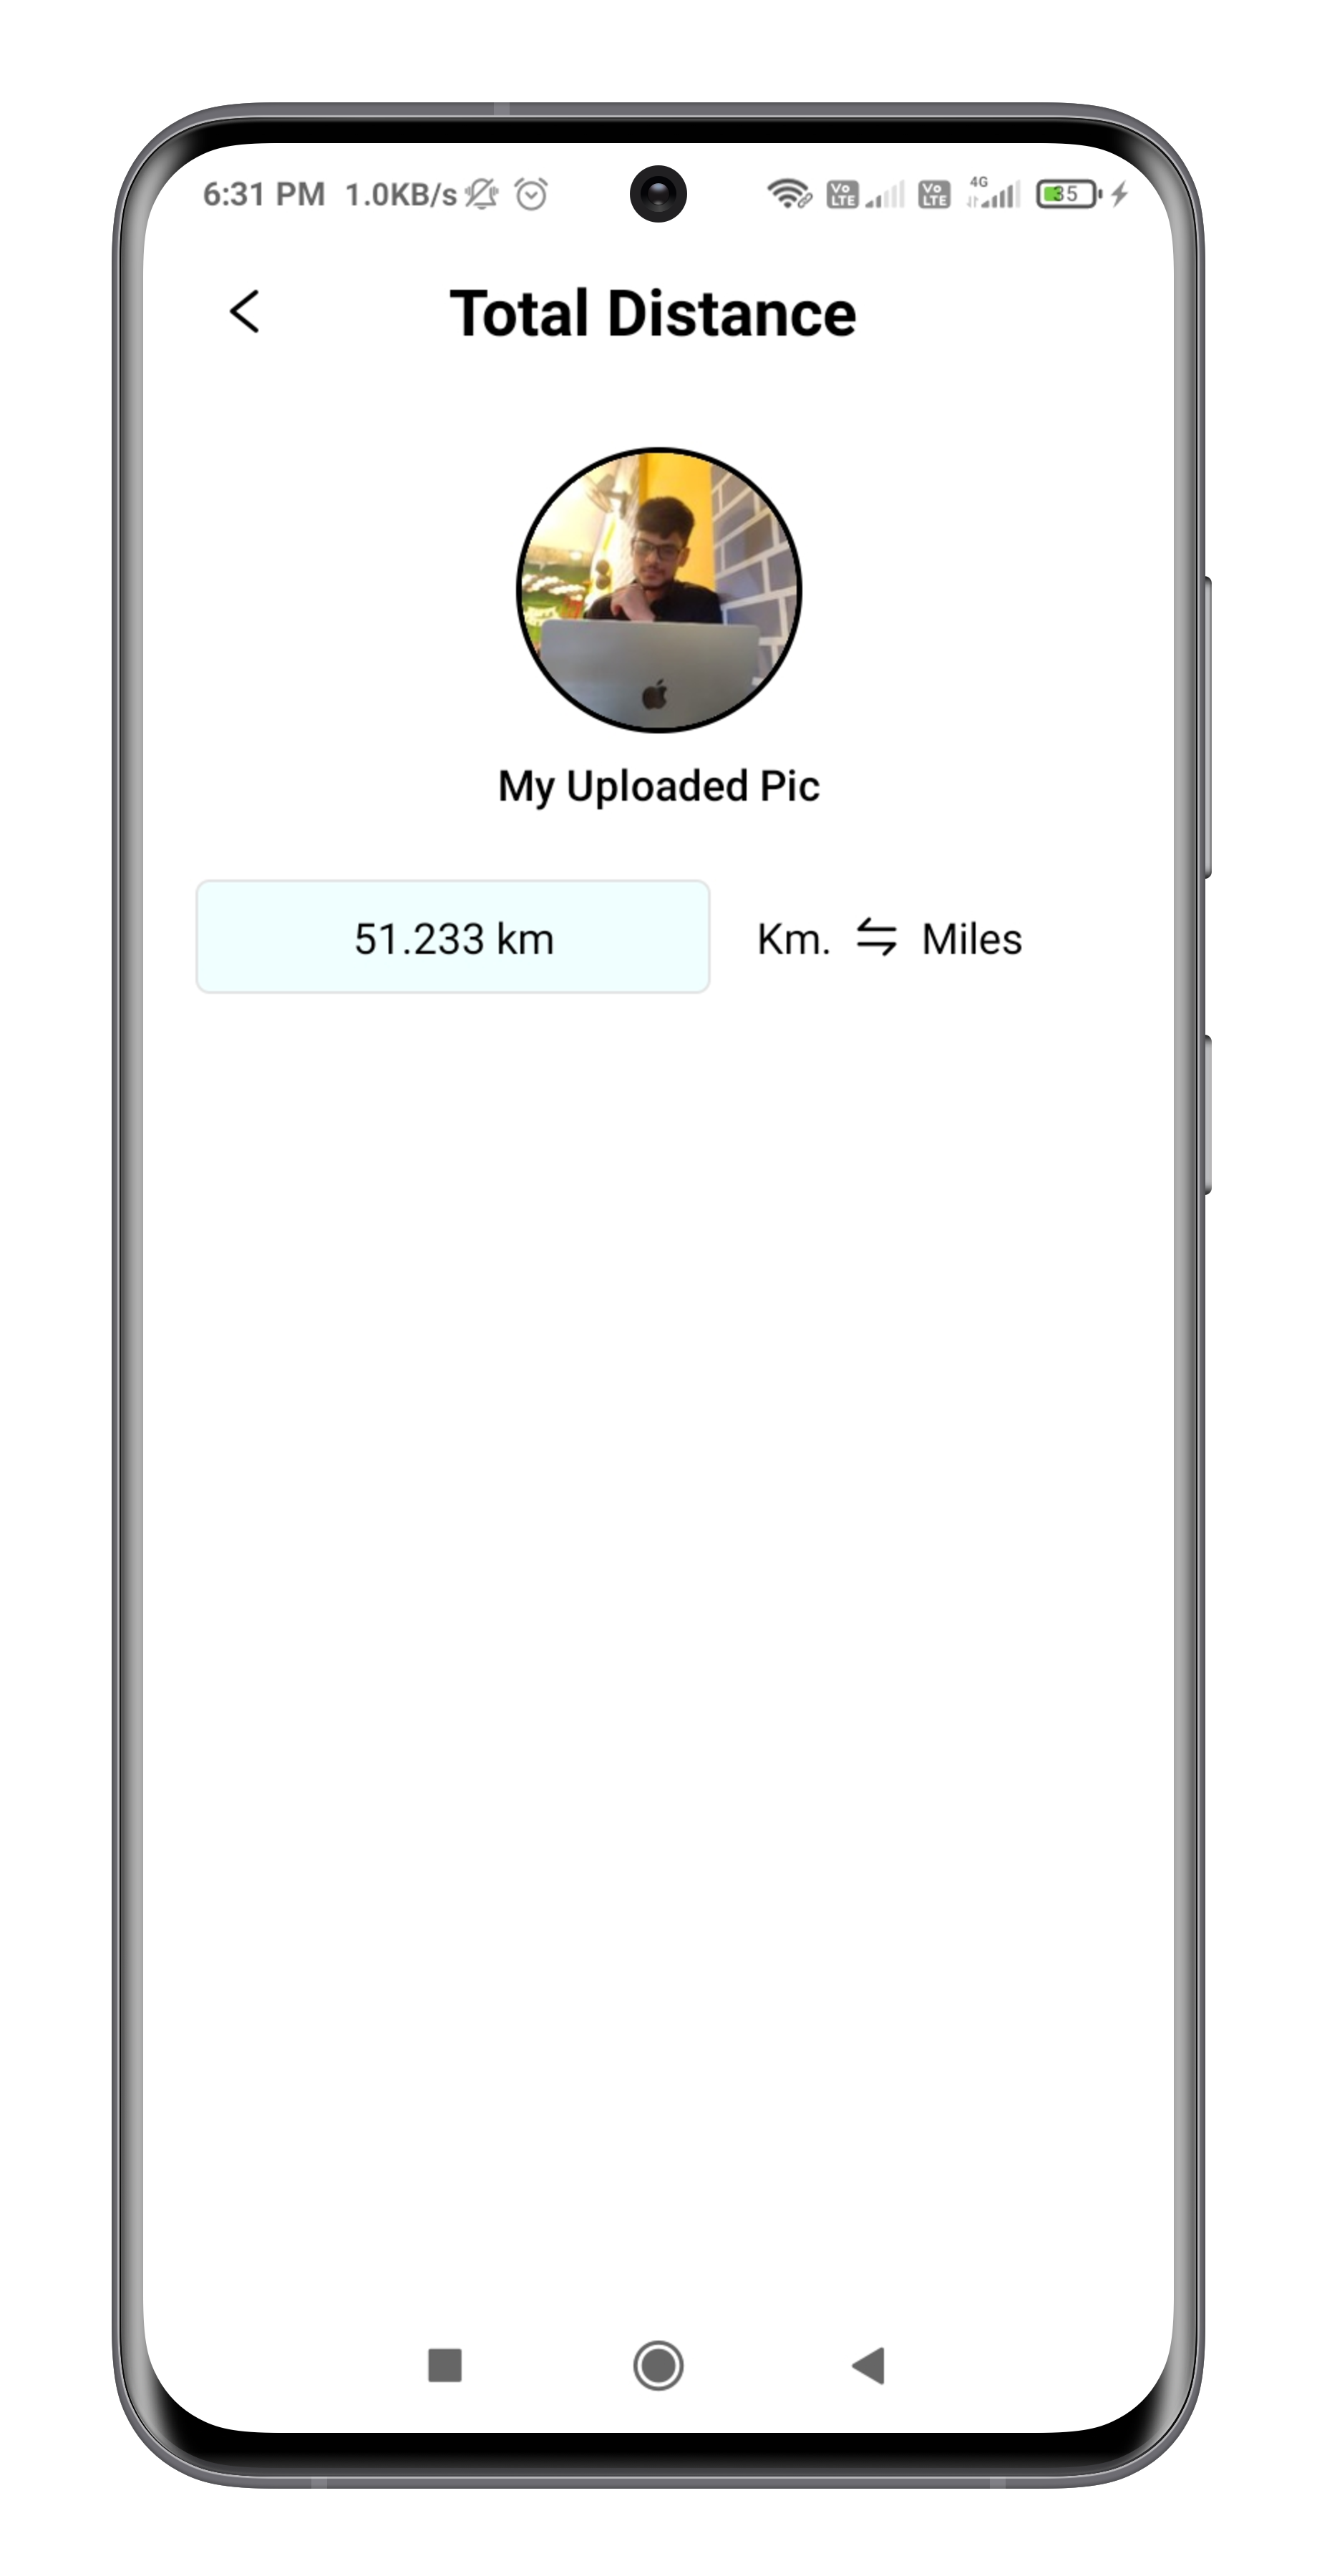 6:31 PM 1.0KB/s Vo LTE Vo LTE 4G 35
Total Distance
My Uploaded Pic
51.233 km Km. Miles